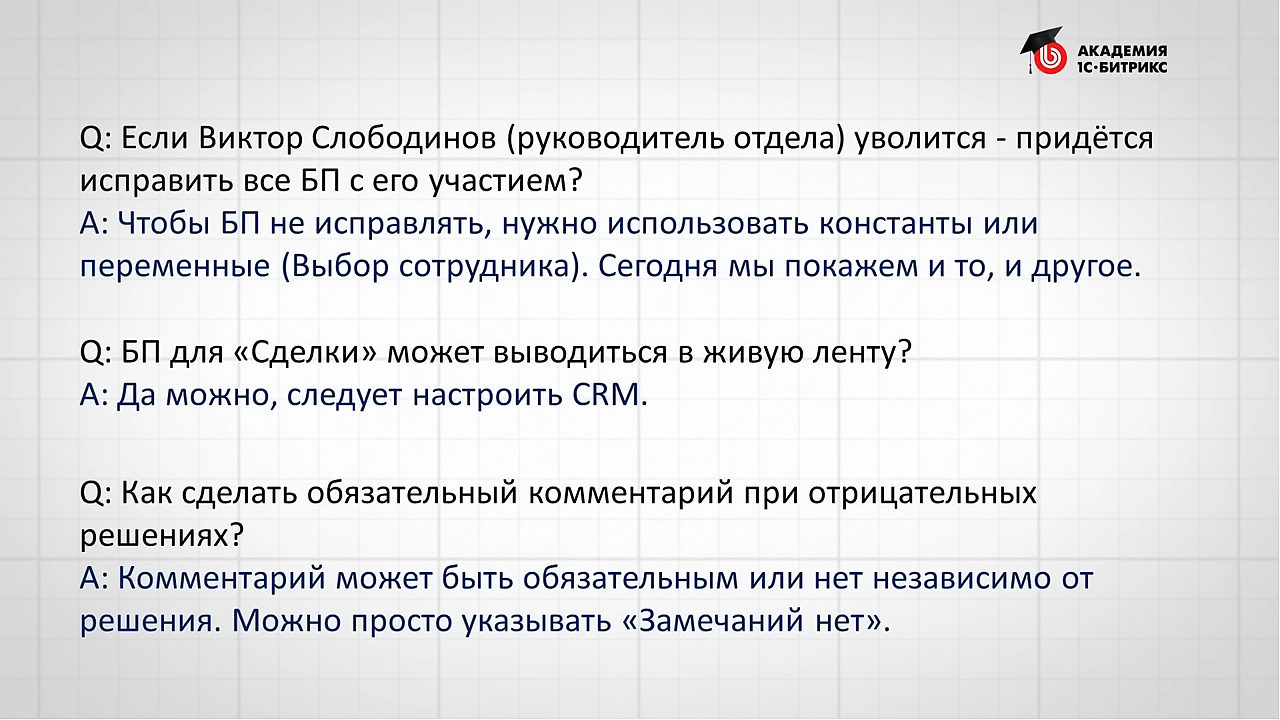 АКАДЕМИЯ
1С-БИТРИКС
Q: Если Виктор Слободинов (руководитель отдела) уволится - придётся
исправить все БП с его участием?
А: Чтобы БП не исправлять, нужно использовать константы или
переменные (Выбор сотрудника). Сегодня мы покажем и то, и другое.
Q: БП для «Сделки» может выводиться в живую ленту?
А: Да можно, следует настроить CRM.
Q: Как сделать обязательный комментарий при отрицательных
решениях?
А: Комментарий может быть обязательным или нет независимо от
решения. Можно просто указывать «Замечаний нет».